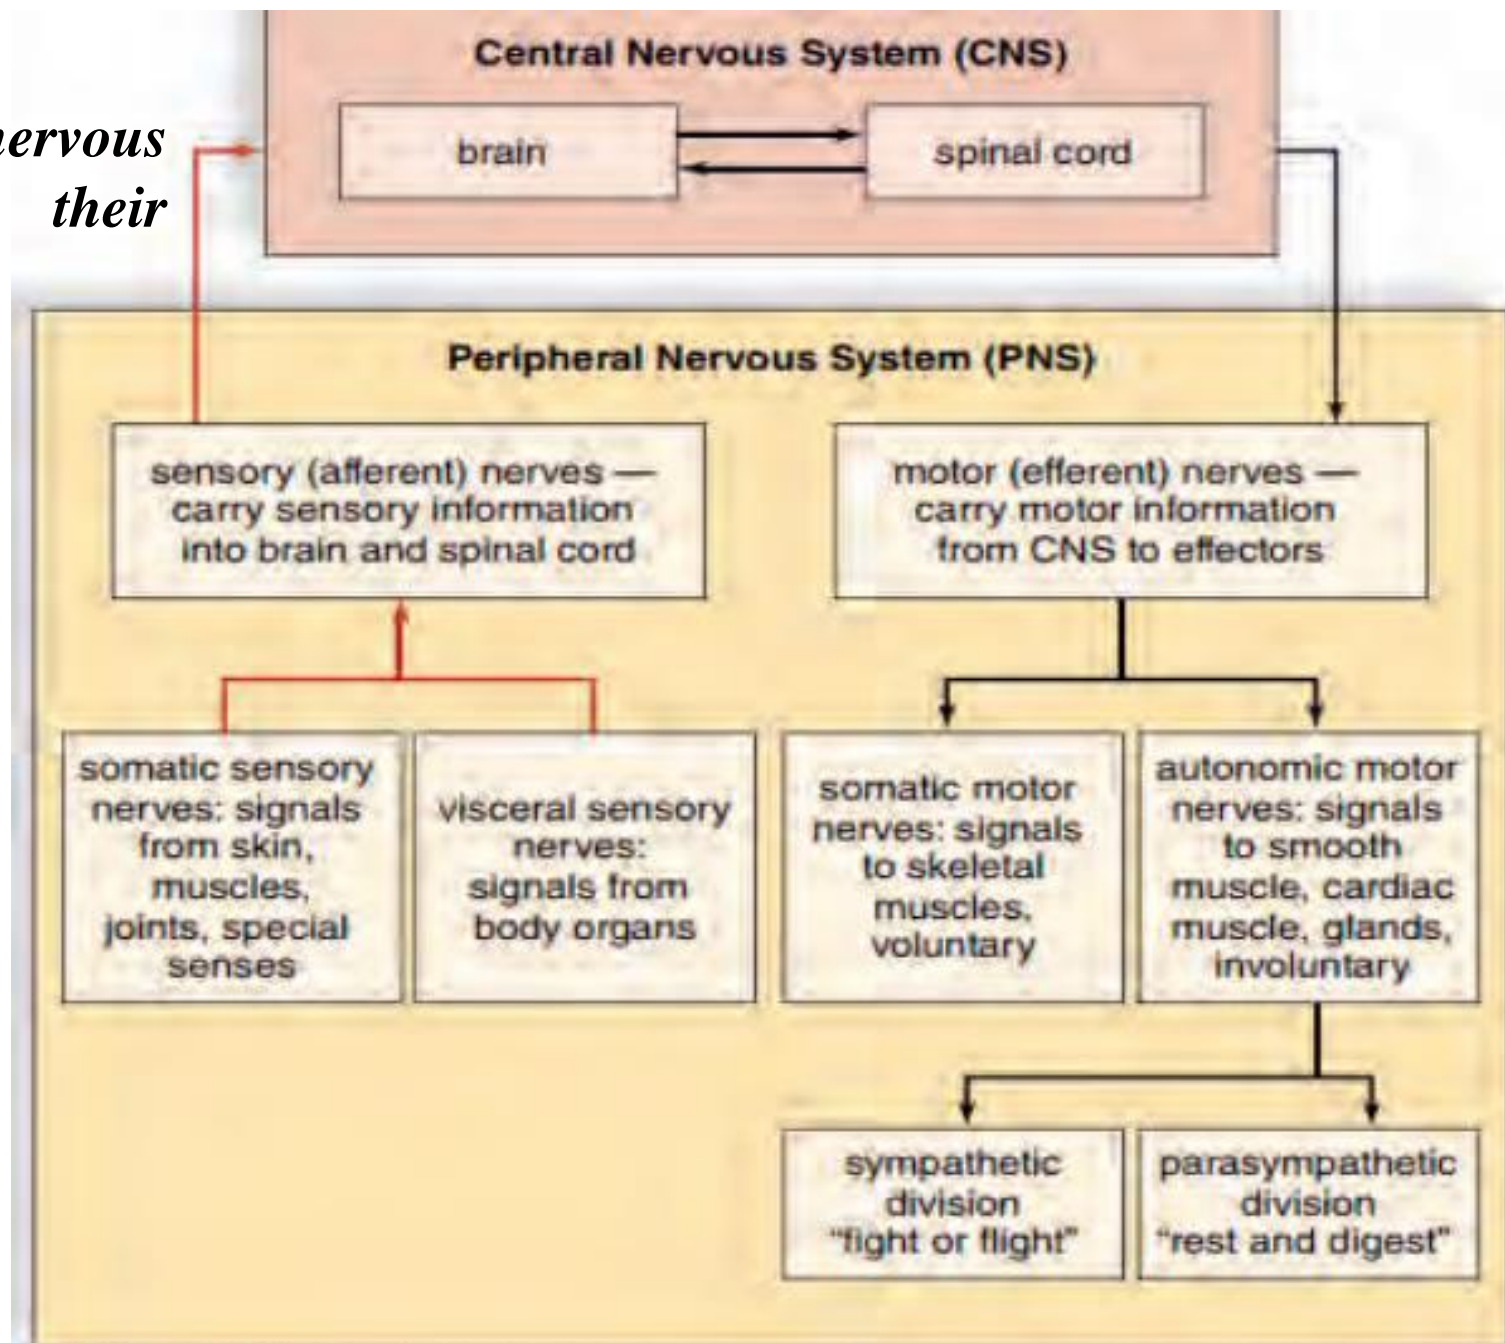 Central Nervous System (CNS)
nervous
their
brain
spinal cord
Peripheral Nervous System (PNS)
sensory (afferent) nerves —
carry sensory information
into brain and spinal cord
motor (efferent) nerves —
carry motor information
from CNS to effectors
somatic sensory
nerves: signals
from skin,
muscles,
joints, special
senses
visceral sensory
nerves:
signals from
body organs
somatic motor
nerves: signals
to skeletal
muscles,
voluntary
autonomic motor
nerves: signals
to smooth
muscle, cardiac
muscle, glands,
involuntary
sympathetic
division
“fight or flight”
parasympathetic
division
“rest and digest”